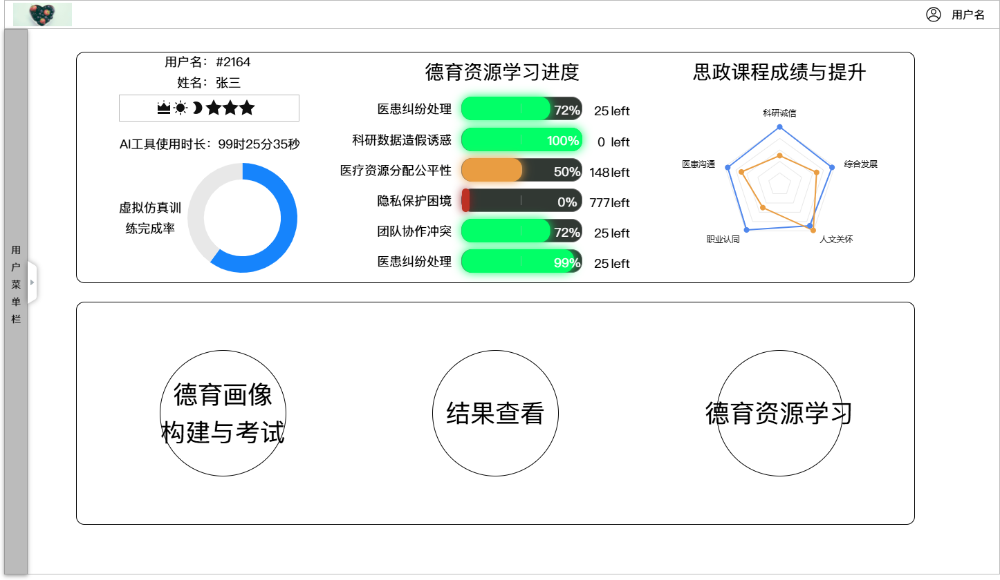 用户名
用户菜单栏
用户名：#2164
姓名：张三
AI工具使用时长：99时25分35秒
虚拟仿真训
练完成率
德育资源学习进度
医患纠纷处理 72% 25 left
科研数据造假诱惑 100% 0 left
医疗资源分配公平性 50% 148 left
隐私保护困境 0% 777 left
团队协作冲突 72% 25 left
医患纠纷处理 99% 25 left
思政课程成绩与提升
科研诚信
医患沟通
综合发展
职业认同
人文关怀
德育画像
构建与考试
结果查看
德育资源学习